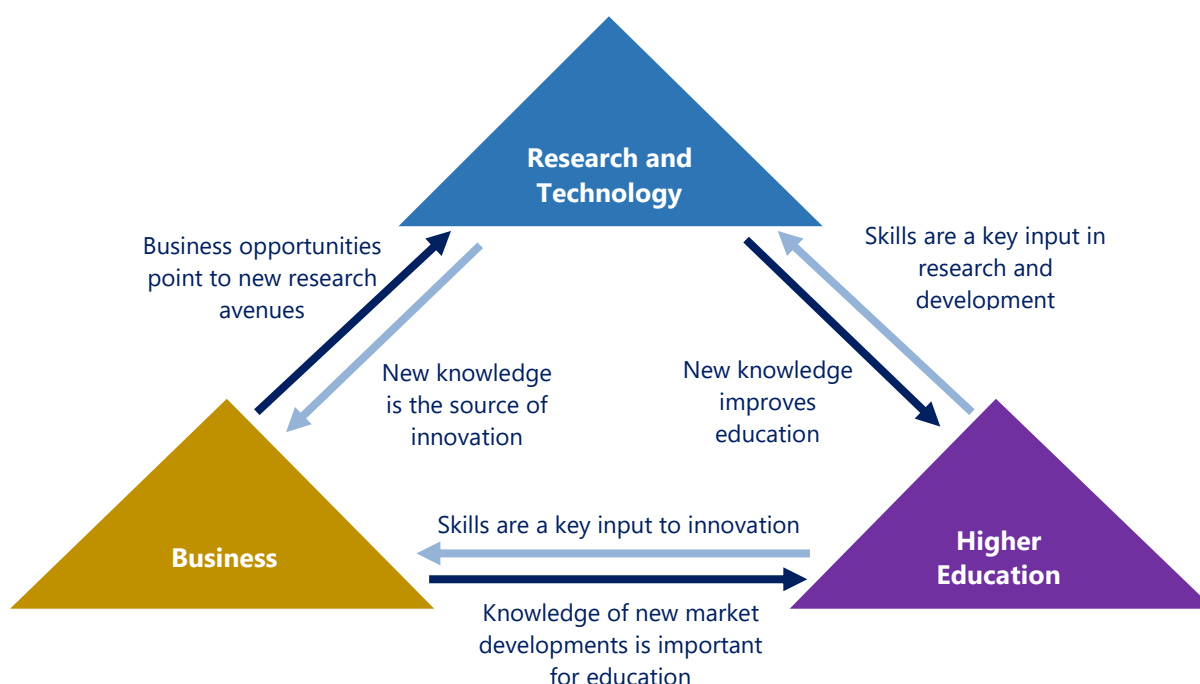 Research and
Technology
Business opportunities
point to new research
avenues
Skills are a key input in
research and
development
New knowledge
is the source of
innovation
New knowledge
improves
education
Skills are a key input to innovation
Business
Higher
Education
Knowledge of new market
developments is important
for education